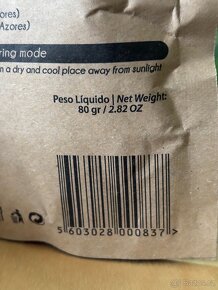 ores)
Azores)
ring mode
n a dry and cool place away from sunlight
Peso Líquido | Net Weight:
80 gr / 2.82 OZ
5 603028 000837 >